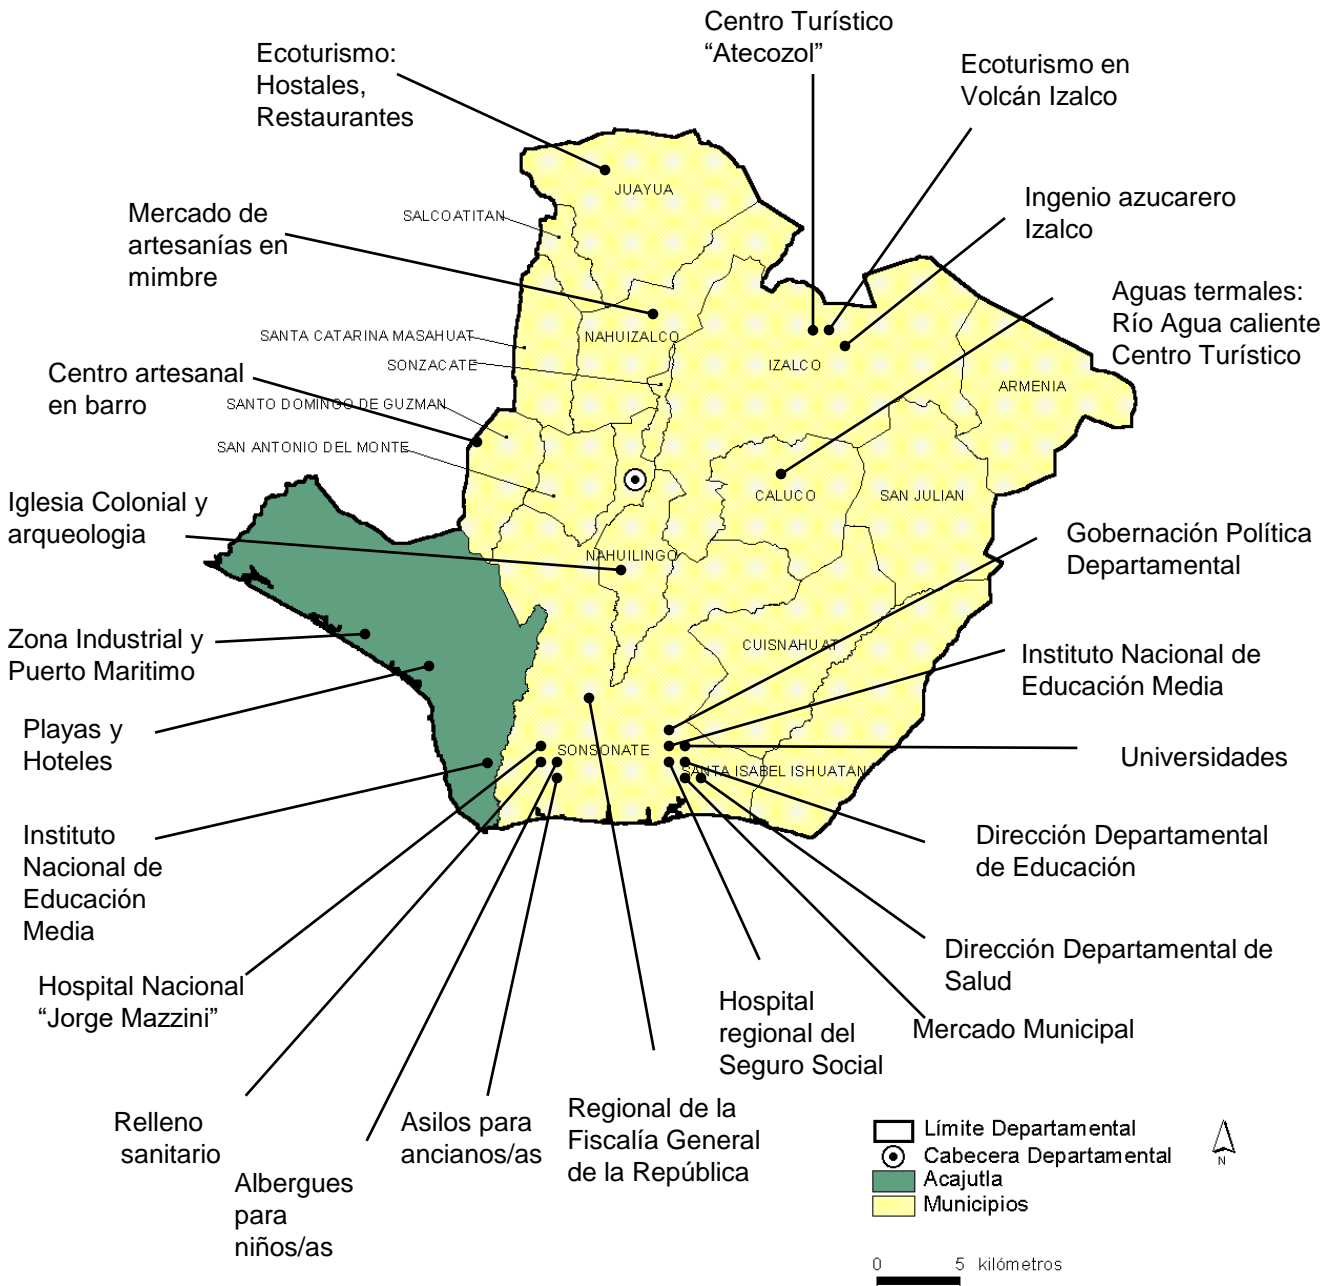 Centro Turístico
“Atecozol”
Ecoturismo:
Hostales,
Restaurantes
Ecoturismo en
Volcán Izalco
JUAYUA
Ingenio azucarero
Izalco
SALCOATITAN
Mercado de
artesanías en
mimbre
Aguas termales:
Río Agua caliente
Centro Turístico
SANTA CATARINA MASAHUAT
NAHUIZALCO
SONZACATE
IZALCO
ARMENIA
Centro artesanal
en barro
SANTO DOMINGO DE GUZMAN
SAN ANTONIO DEL MONTE
CALUCO
SAN JULIAN
Iglesia Colonial y
arqueologia
Gobernación Política
Departamental
NAHUILINGO
Zona Industrial y
Puerto Maritimo
CUISNAHUAT
Instituto Nacional de
Educación Media
Playas y
Hoteles
SONSONATE
Universidades
SANTA ISABEL ISHUATAN
Instituto
Nacional de
Educación
Media
Dirección Departamental
de Educación
Dirección Departamental de
Salud
Hospital Nacional
“Jorge Mazzini”
Hospital
regional del
Seguro Social
Mercado Municipal
Relleno
sanitario
Asilos para
ancianos/as
Regional de la
Fiscalía General
de la República
Albergues
para
niños/as
Límite Departamental
Cabecera Departamental
Acajutla
Municipios
N
0 5 kilómetros